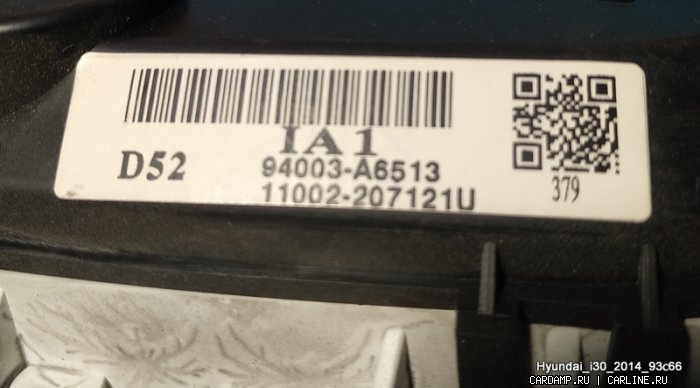 IA1
D52
94003-A6513
11002-207121U
379
Hyundai_i30_2014_93c66
CARDAMP.RU | CARLINE.RU